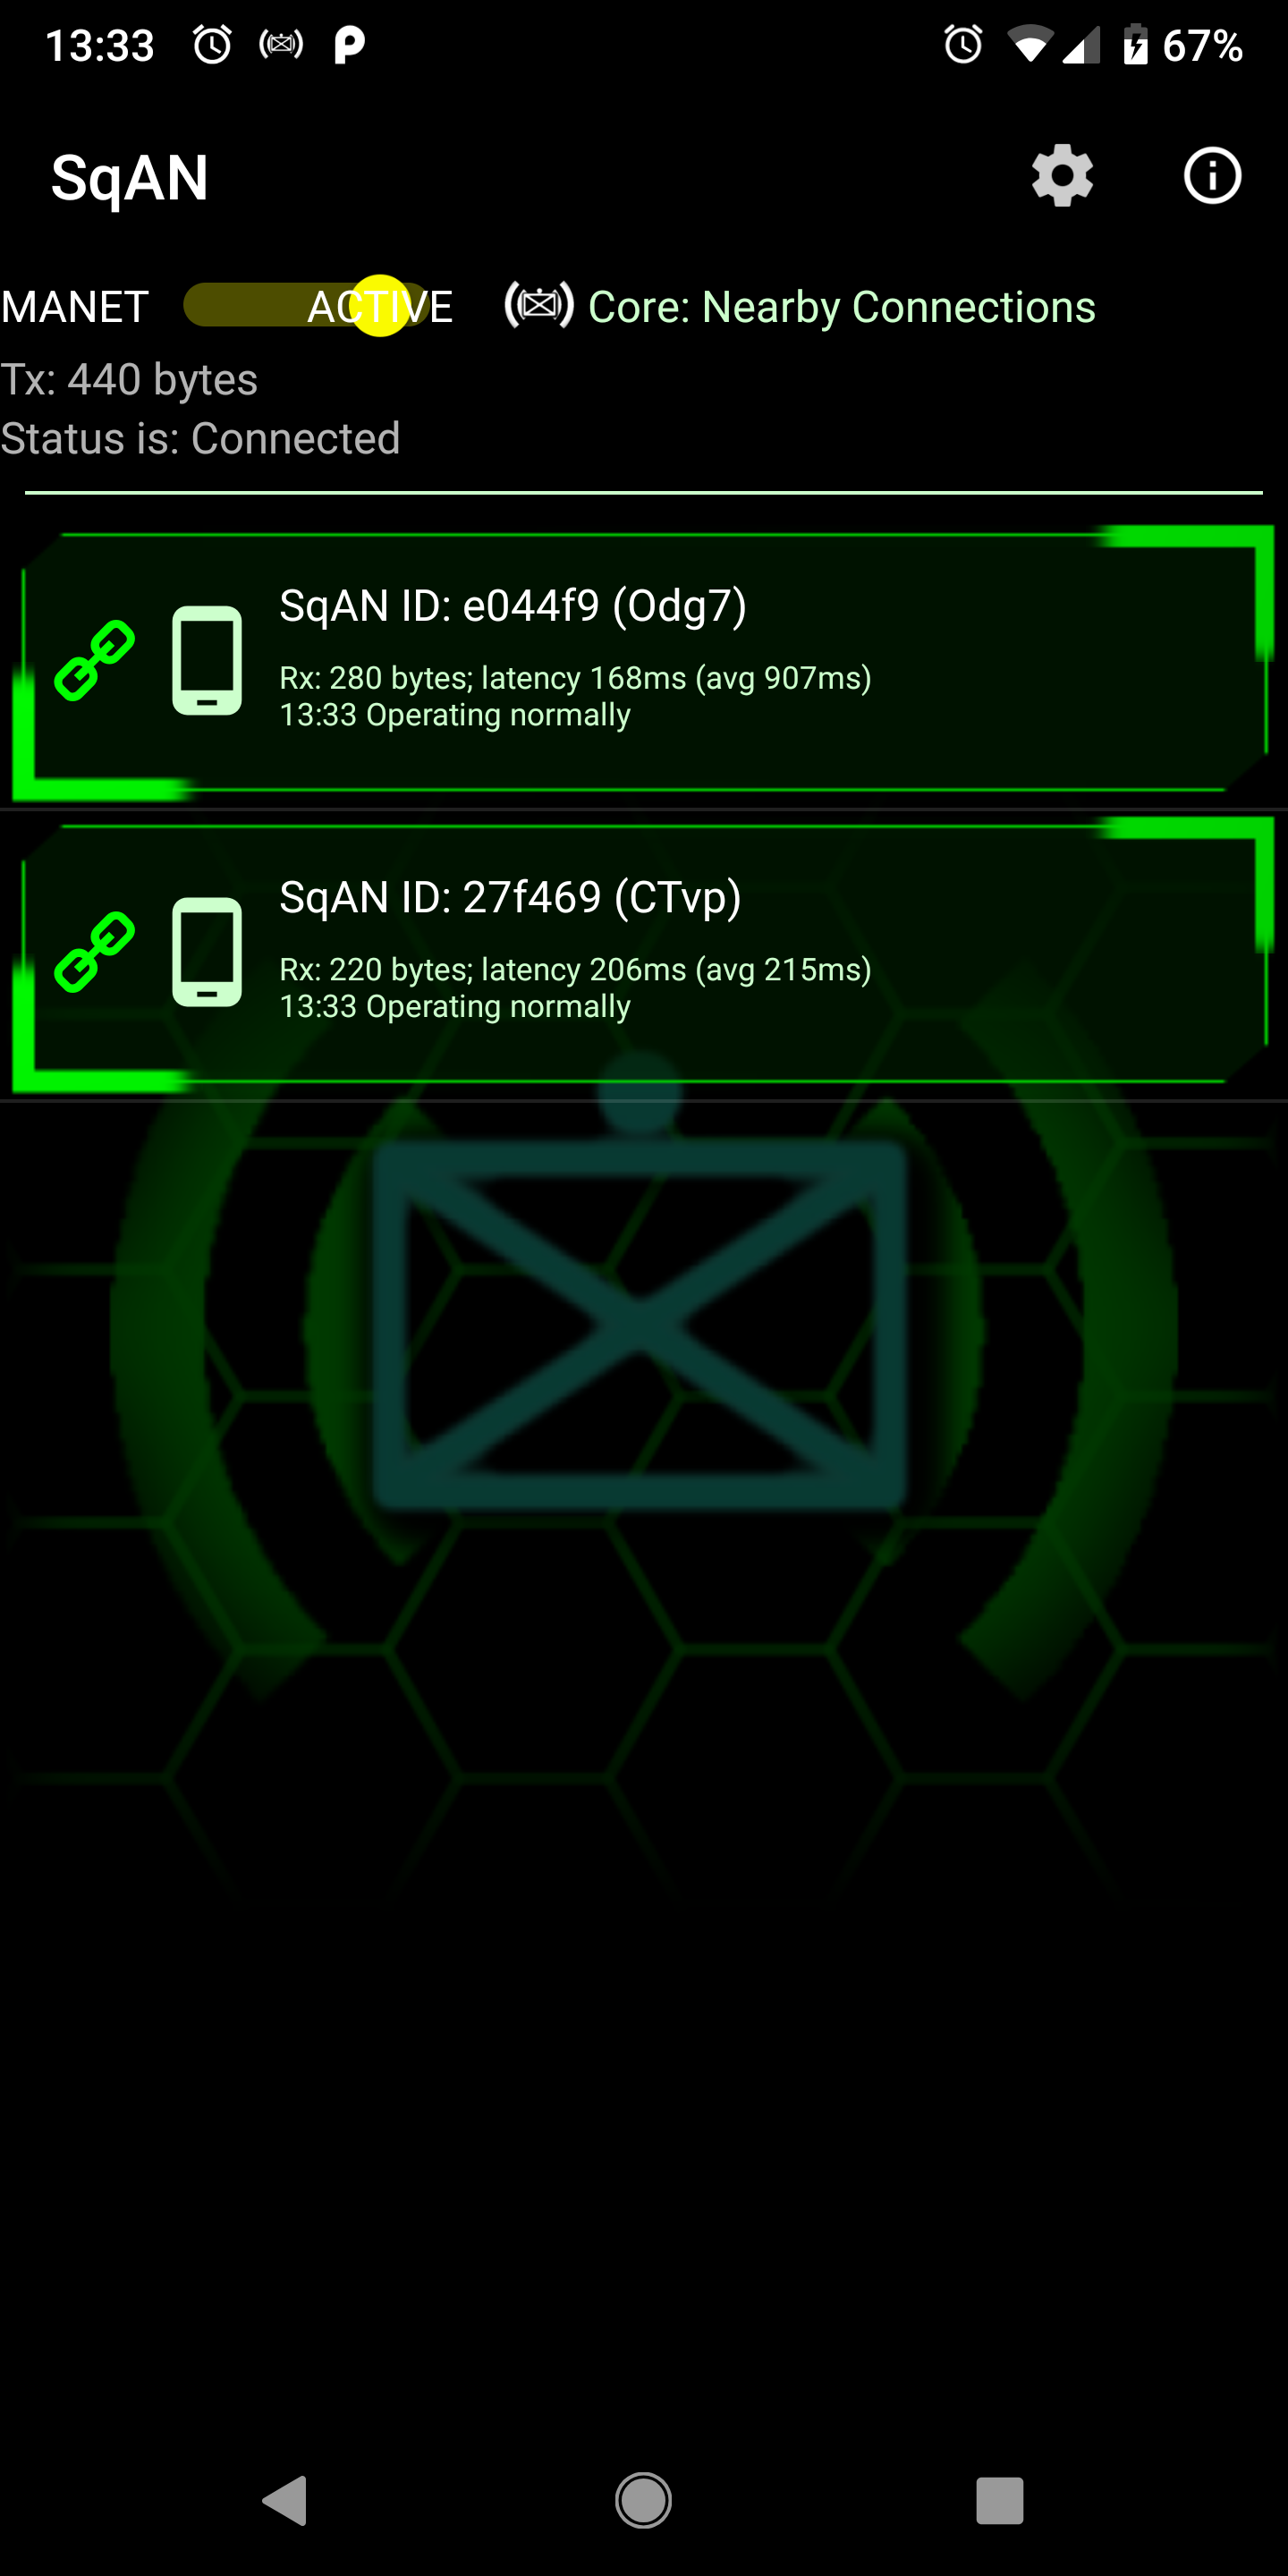 13:33 67%
SqAN
MANET ACTIVE Core: Nearby Connections
Tx: 440 bytes
Status is: Connected
SqAN ID: e044f9 (Odg7)
Rx: 280 bytes; latency 168ms (avg 907ms)
13:33 Operating normally
SqAN ID: 27f469 (CTvp)
Rx: 220 bytes; latency 206ms (avg 215ms)
13:33 Operating normally